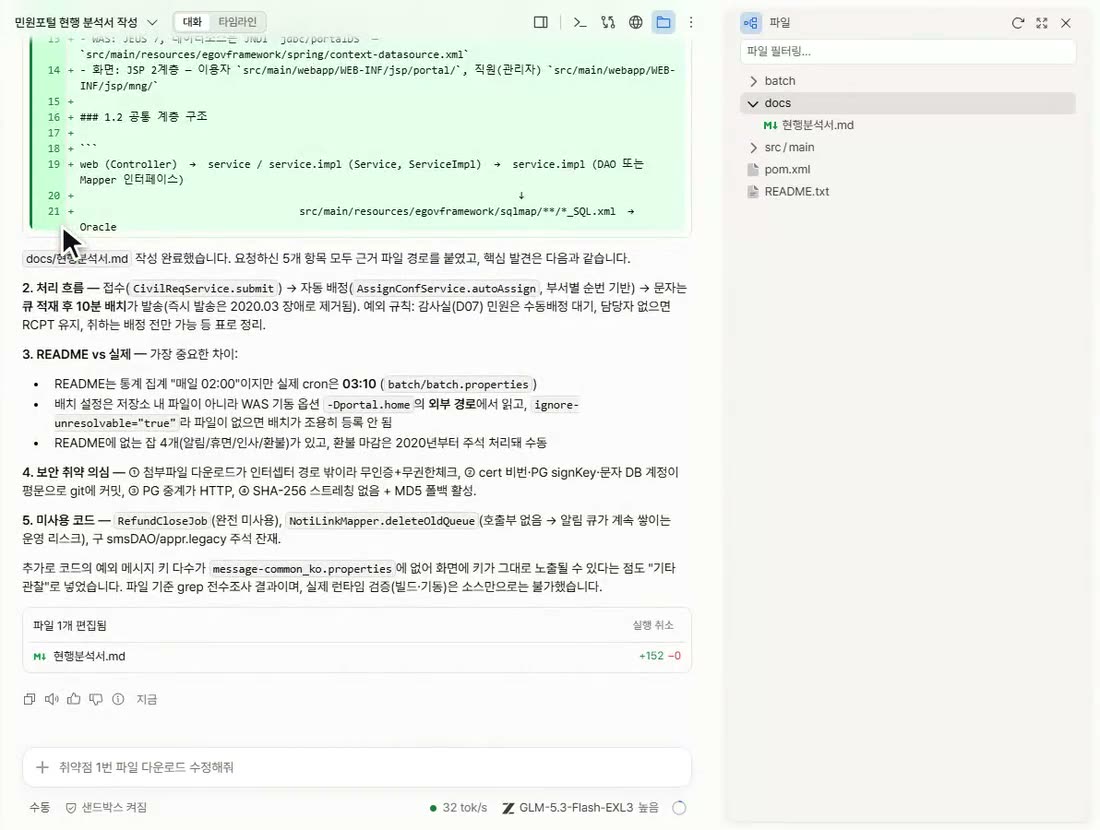 민원포털 현행 분석서 작성
대화 타임라인
`src/main/resources/egovframework/spring/context-datasource.xml`
14 + - 화면: JSP 2계층 — 이용자 `src/main/webapp/WEB-INF/jsp/portal/`, 직원(관리자) `src/main/webapp/WEB-
INF/jsp/mng/`
15 +
16 + ### 1.2 공통 계층 구조
17 +
18 + ```
19 + web (Controller) → service / service.impl (Service, ServiceImpl) → service.impl (DAO 또는
Mapper 인터페이스)
20 + ↓
21 + src/main/resources/egovframework/sqlmap/**/*_SQL.xml →
Oracle
docs/현행분석서.md 작성 완료했습니다. 요청하신 5개 항목 모두 근거 파일 경로를 붙였고, 핵심 발견은 다음과 같습니다.
2. 처리 흐름 — 접수(CivilReqService.submit) → 자동 배정(AssignConfService.autoAssign, 부서별 순번 기반) → 문자는
큐 적재 후 10분 배치가 발송(즉시 발송은 2020.03 장애로 제거됨). 예외 규칙: 감사실(D07) 민원은 수동배정 대기, 담당자 없으면
RCPT 유지, 취하는 배정 전만 가능 등 표로 정리.
3. README vs 실제 — 가장 중요한 차이:
• README는 통계 집계 "매일 02:00"이지만 실제 cron은 03:10 (batch/batch.properties)
• 배치 설정은 저장소 내 파일이 아니라 WAS 기동 옵션 -Dportal.home의 외부 경로에서 읽고, ignore-
unresolvable="true"라 파일이 없으면 배치가 조용히 등록 안 됨
• README에 없는 잡 4개(알림/휴면/인사/환불)가 있고, 환불 마감은 2020년부터 주석 처리돼 수동
4. 보안 취약 의심 — ① 첨부파일 다운로드가 인터셉터 경로 밖이라 무인증+무권한체크, ② cert 비번·PG signKey·문자 DB 계정이
평문으로 git에 커밋, ③ PG 중계가 HTTP, ④ SHA-256 스트레칭 없음 + MD5 폴백 활성.
5. 미사용 코드 — RefundCloseJob(완전 미사용), NotiLinkMapper.deleteOldQueue(호출부 없음 → 알림 큐가 계속 쌓이는
운영 리스크), 구 smsDAO/appr.legacy 주석 잔재.
추가로 코드의 예외 메시지 키 다수가 message-common_ko.properties에 없어 화면에 키가 그대로 노출될 수 있다는 점도 "기타
관찰"로 넣었습니다. 파일 기준 grep 전수조사 결과이며, 실제 런타임 검증(빌드·기동)은 소스만으로는 불가했습니다.
파일 1개 편집됨 실행 취소
현행분석서.md +152 −0
지금
취약점 1번 파일 다운로드 수정해줘
수동 샌드박스 켜짐 32 tok/s GLM-5.3-Flash-EXL3 높음
파일
파일 필터링...
batch
docs
현행분석서.md
src/main
pom.xml
README.txt